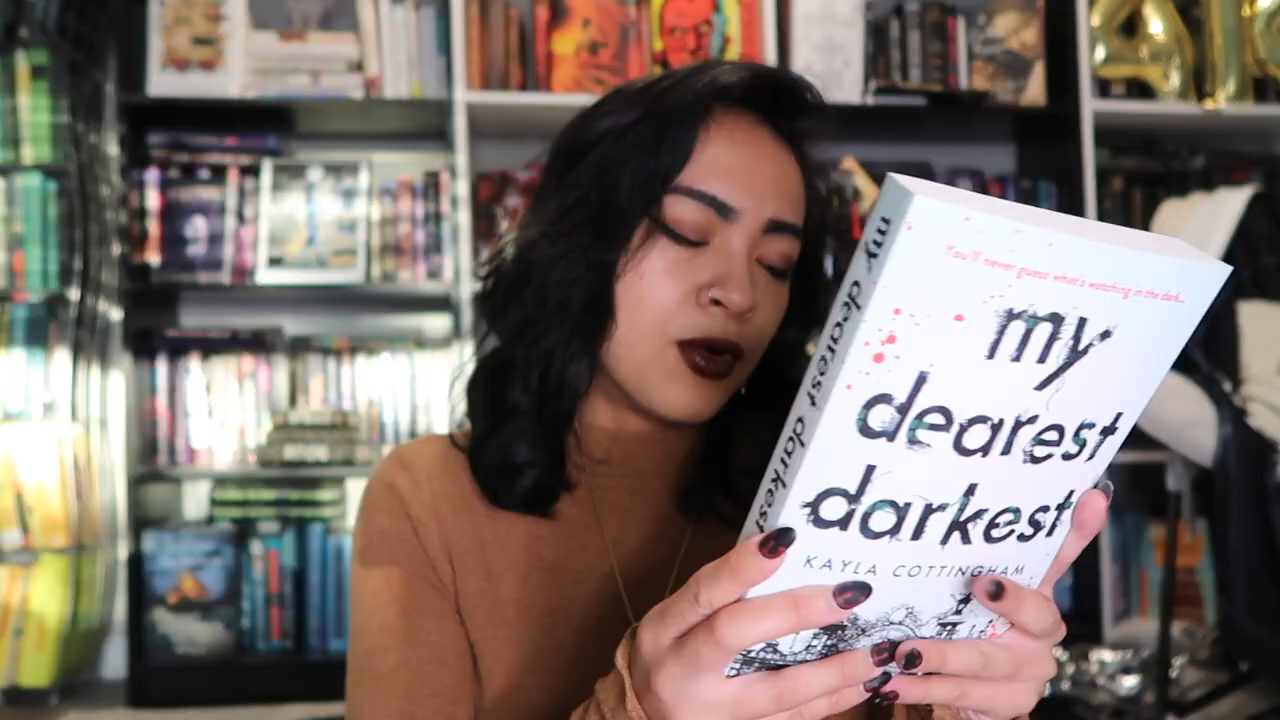 You'll never guess what's watching in the dark...
my
dearest
darkest
KAYLA COTTINGHAM
my dearest darkest